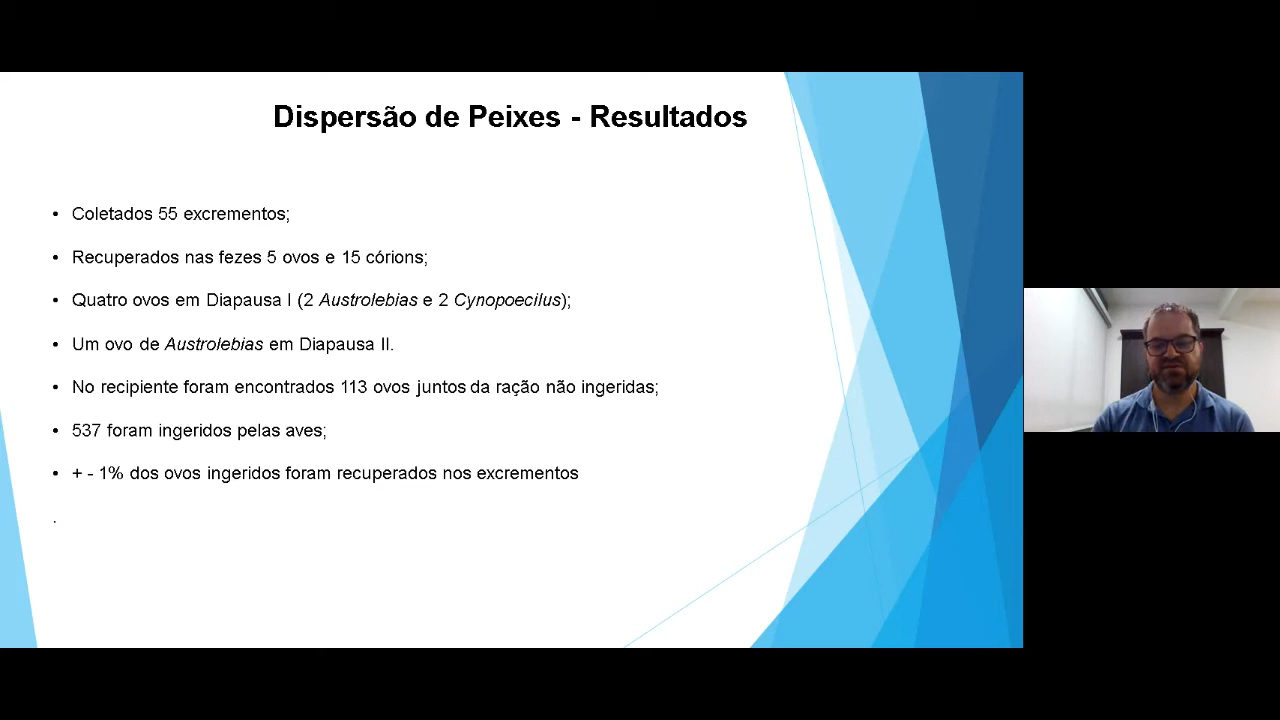 Dispersão de Peixes - Resultados
• Coletados 55 excrementos;
• Recuperados nas fezes 5 ovos e 15 córions;
• Quatro ovos em Diapausa I (2 Austrolebias e 2 Cynopoecilus);
• Um ovo de Austrolebias em Diapausa II.
• No recipiente foram encontrados 113 ovos juntos da ração não ingeridas;
• 537 foram ingeridos pelas aves;
• + - 1% dos ovos ingeridos foram recuperados nos excrementos
.